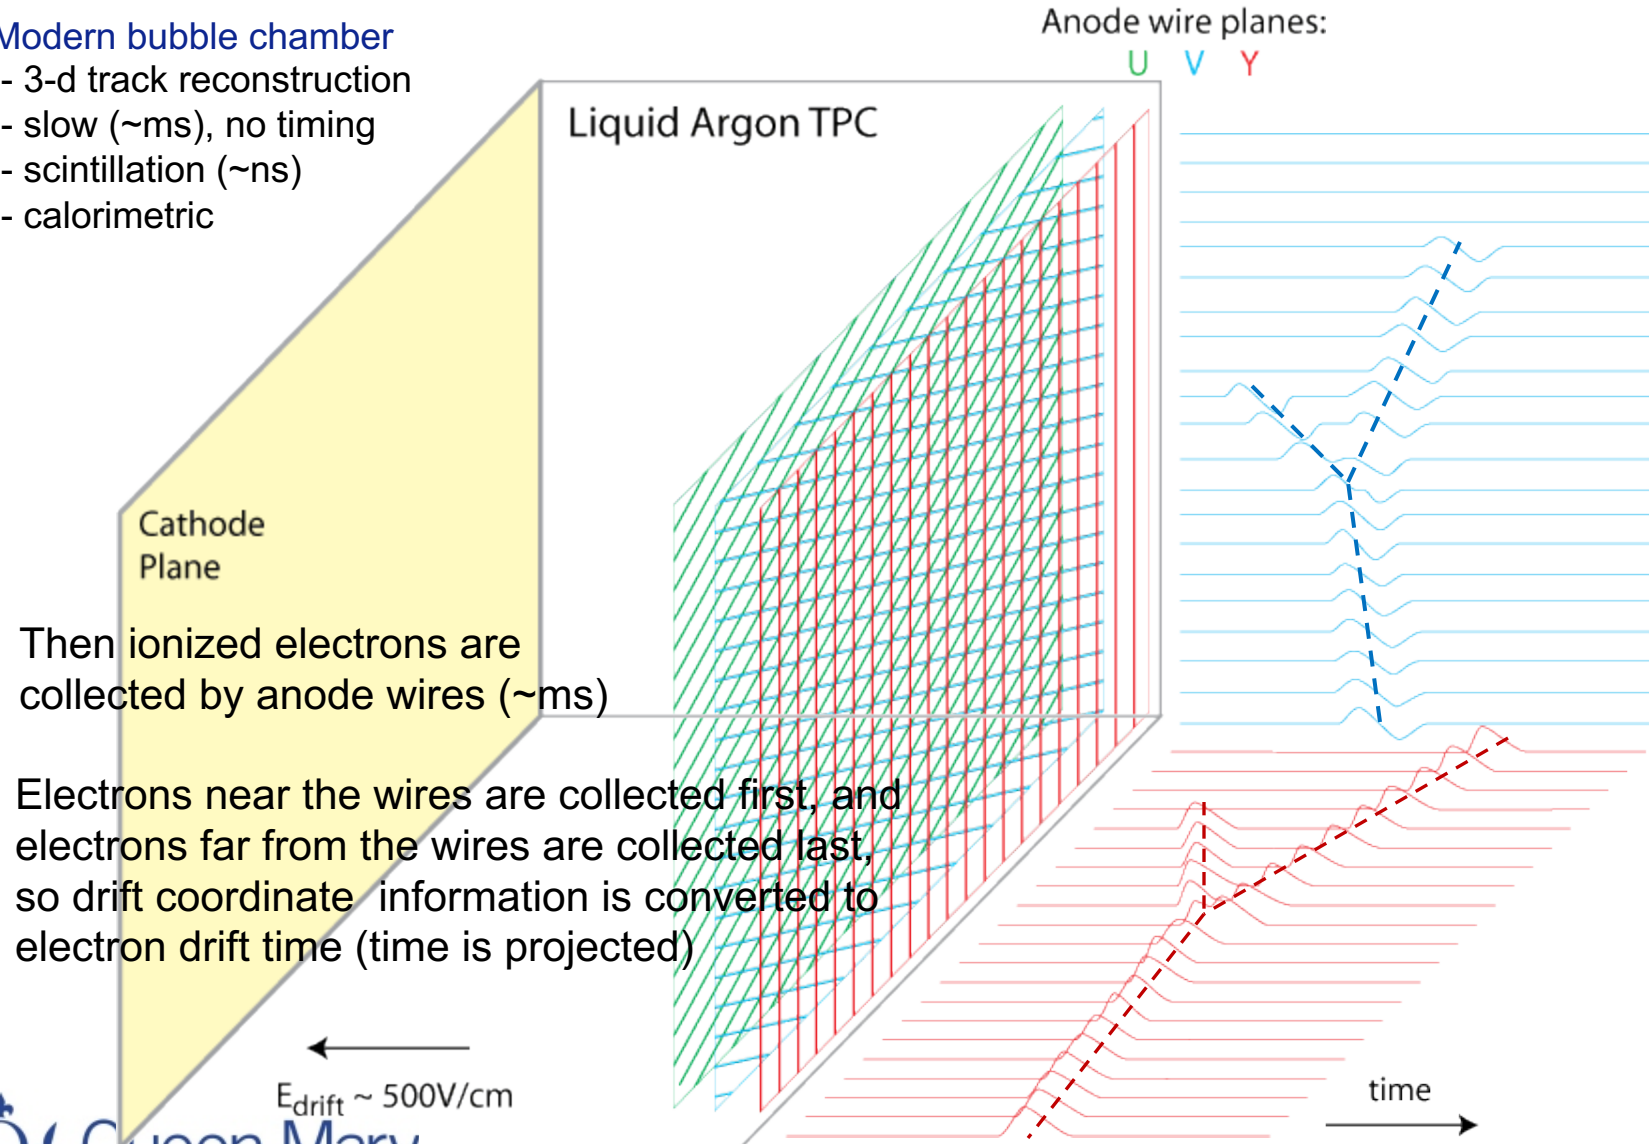 Modern bubble chamber
- 3-d track reconstruction
- slow (~ms), no timing
- scintillation (~ns)
- calorimetric
Anode wire planes:
U V Y
Liquid Argon TPC
Cathode
Plane
Then ionized electrons are
collected by anode wires (~ms)
Electrons near the wires are collected first, and
electrons far from the wires are collected last,
so drift coordinate  information is converted to
electron drift time (time is projected)
Edrift ~ 500V/cm
time
Queen Mary